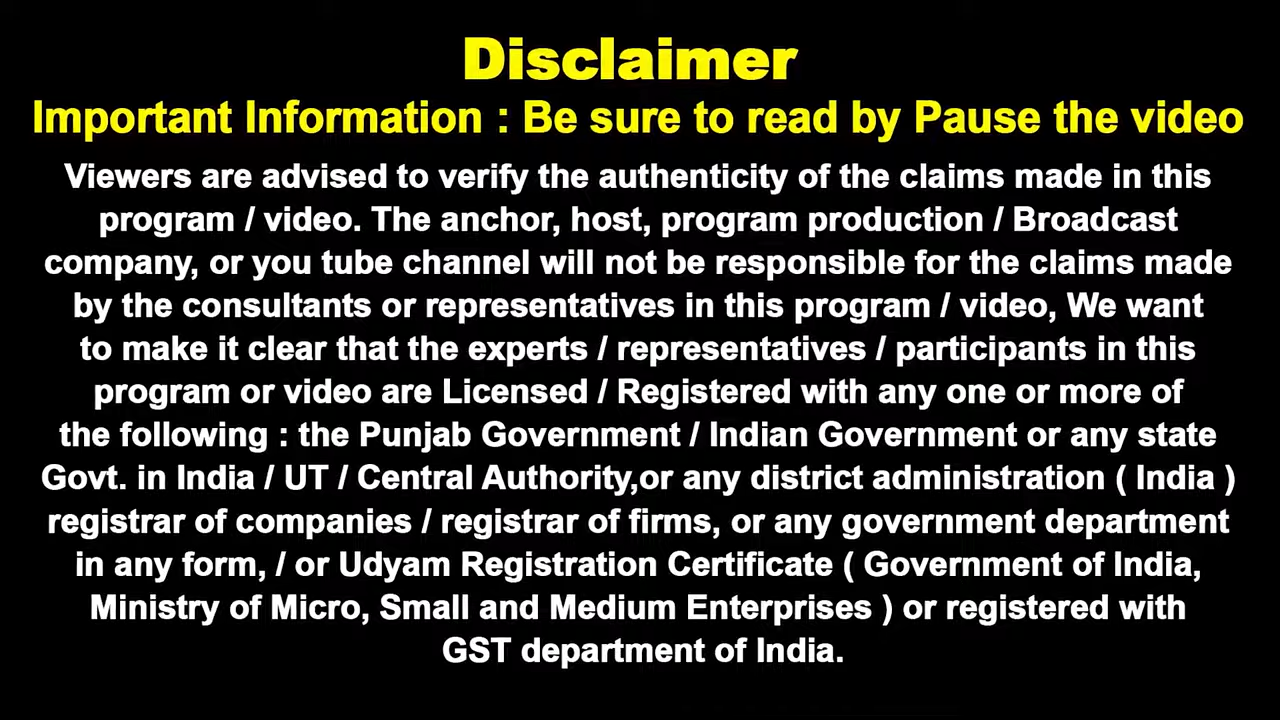 Disclaimer
Important Information : Be sure to read by Pause the video
Viewers are advised to verify the authenticity of the claims made in this
program / video. The anchor, host, program production / Broadcast
company, or you tube channel will not be responsible for the claims made
by the consultants or representatives in this program / video, We want
to make it clear that the experts / representatives / participants in this
program or video are Licensed / Registered with any one or more of
the following : the Punjab Government / Indian Government or any state
Govt. in India / UT / Central Authority,or any district administration ( India )
registrar of companies / registrar of firms, or any government department
in any form, / or Udyam Registration Certificate ( Government of India,
Ministry of Micro, Small and Medium Enterprises ) or registered with
GST department of India.